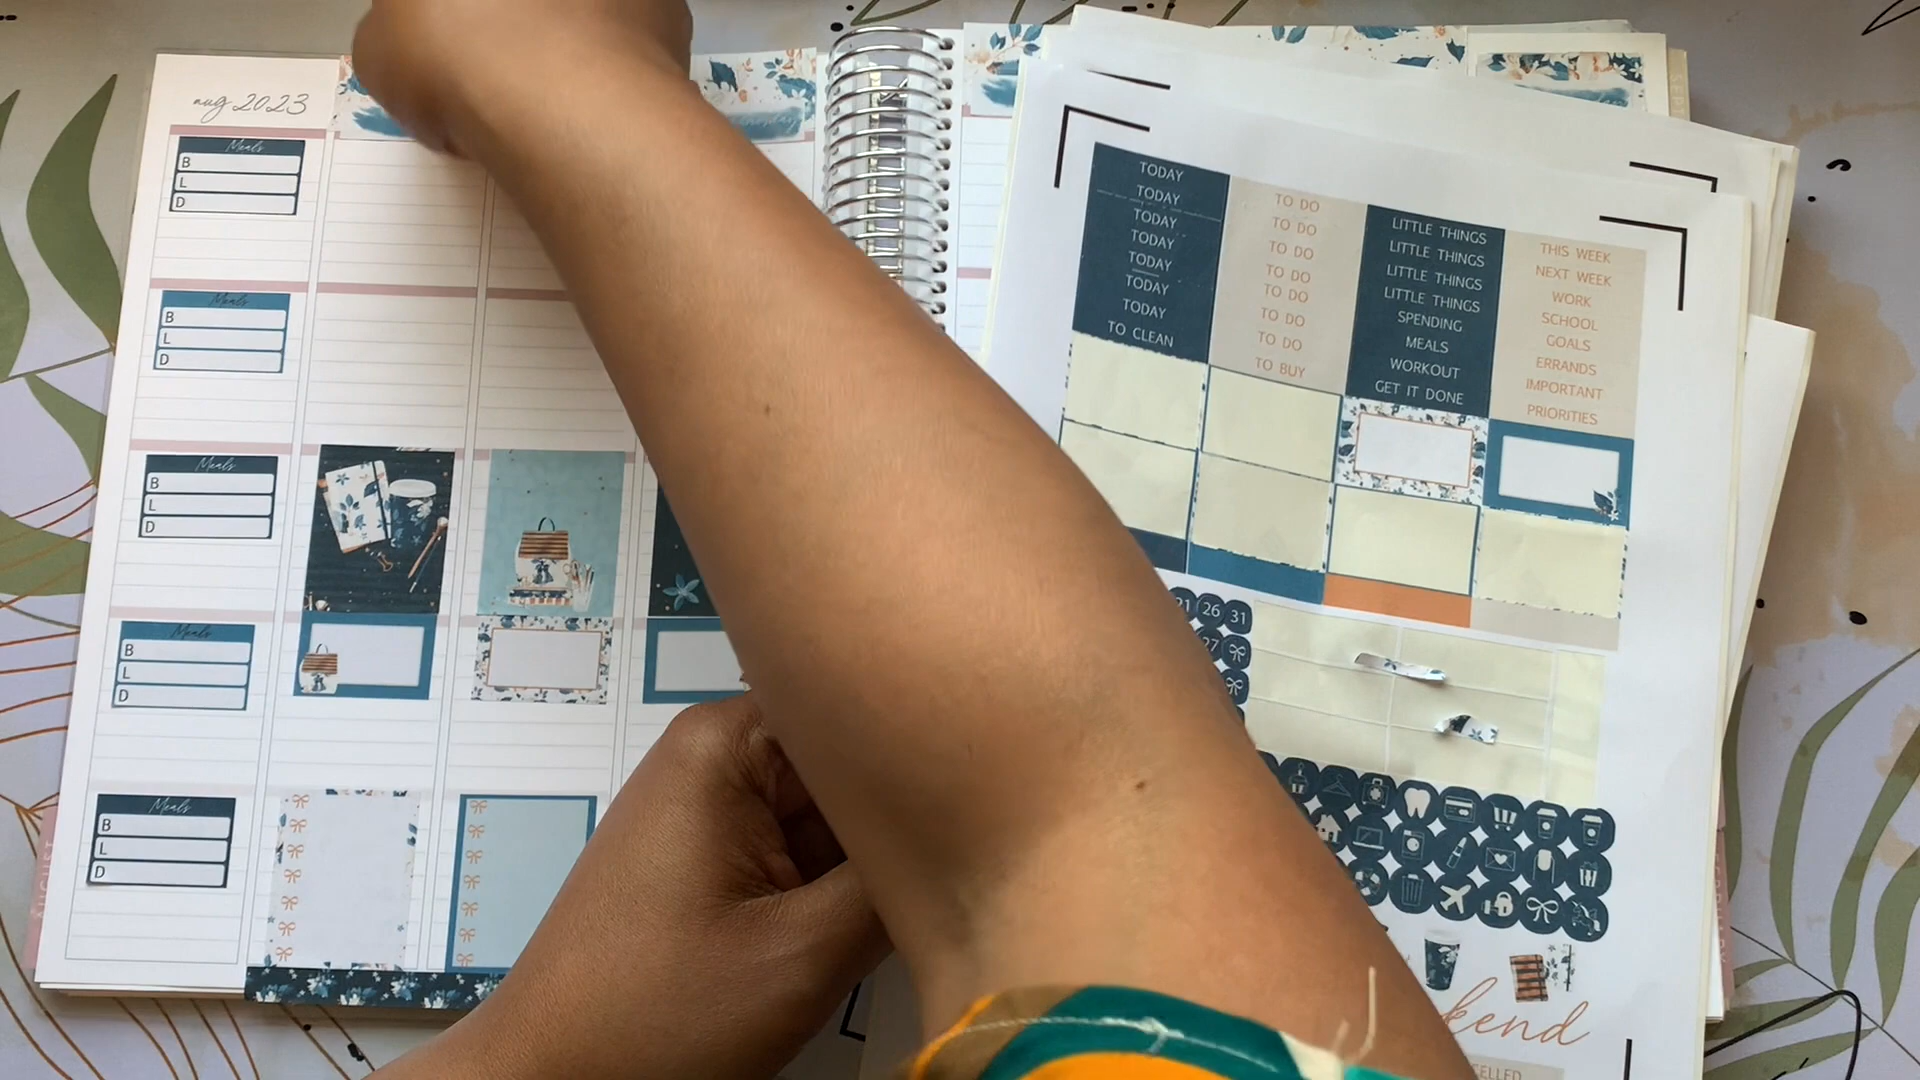 aug 2023
Meals
B
L
D
Meals
B
L
D
Meals
B
L
D
Meals
B
L
D
Meals
B
L
D
TODAY
TODAY
TODAY
TODAY
TODAY
TODAY
TODAY
TO CLEAN
TO DO
TO DO
TO DO
TO DO
TO DO
TO DO
TO DO
TO BUY
LITTLE THINGS
LITTLE THINGS
LITTLE THINGS
LITTLE THINGS
SPENDING
MEALS
WORKOUT
GET IT DONE
THIS WEEK
NEXT WEEK
WORK
SCHOOL
GOALS
ERRANDS
IMPORTANT
PRIORITIES
21 26 31
27
kend
CELLED
AUGUST